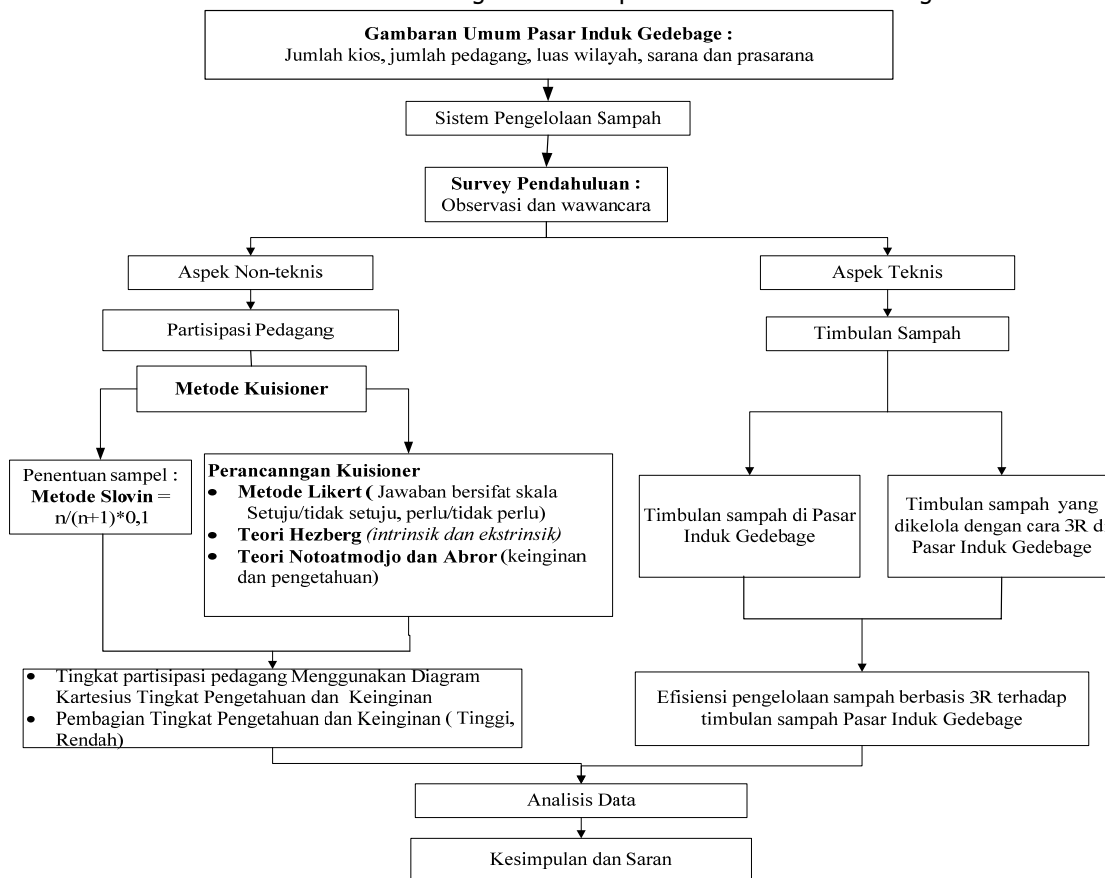 Gambaran Umum Pasar Induk Gedebage :
Jumlah kios, jumlah pedagang, luas wilayah, sarana dan prasarana
Sistem Pengelolaan Sampah
Survey Pendahuluan :
Observasi dan wawancara
Aspek Non-teknis
Aspek Teknis
Partisipasi Pedagang
Timbulan Sampah
Metode Kuisioner
Penentuan sampel :
Metode Slovin =
n/(n+1)*0,1
Perancanngan Kuisioner
• Metode Likert ( Jawaban bersifat skala
Setuju/tidak setuju, perlu/tidak perlu)
• Teori Hezberg (intrinsik dan ekstrinsik)
• Teori Notoatmodjo dan Abror (keinginan
dan pengetahuan)
Timbulan sampah di Pasar
Induk Gedebage
Timbulan sampah yang
dikelola dengan cara 3R di
Pasar Induk Gedebage
• Tingkat partisipasi pedagang Menggunakan Diagram
Kartesius Tingkat Pengetahuan dan Keinginan
• Pembagian Tingkat Pengetahuan dan Keinginan ( Tinggi,
Rendah)
Efisiensi pengelolaan sampah berbasis 3R terhadap
timbulan sampah Pasar Induk Gedebage
Analisis Data
Kesimpulan dan Saran